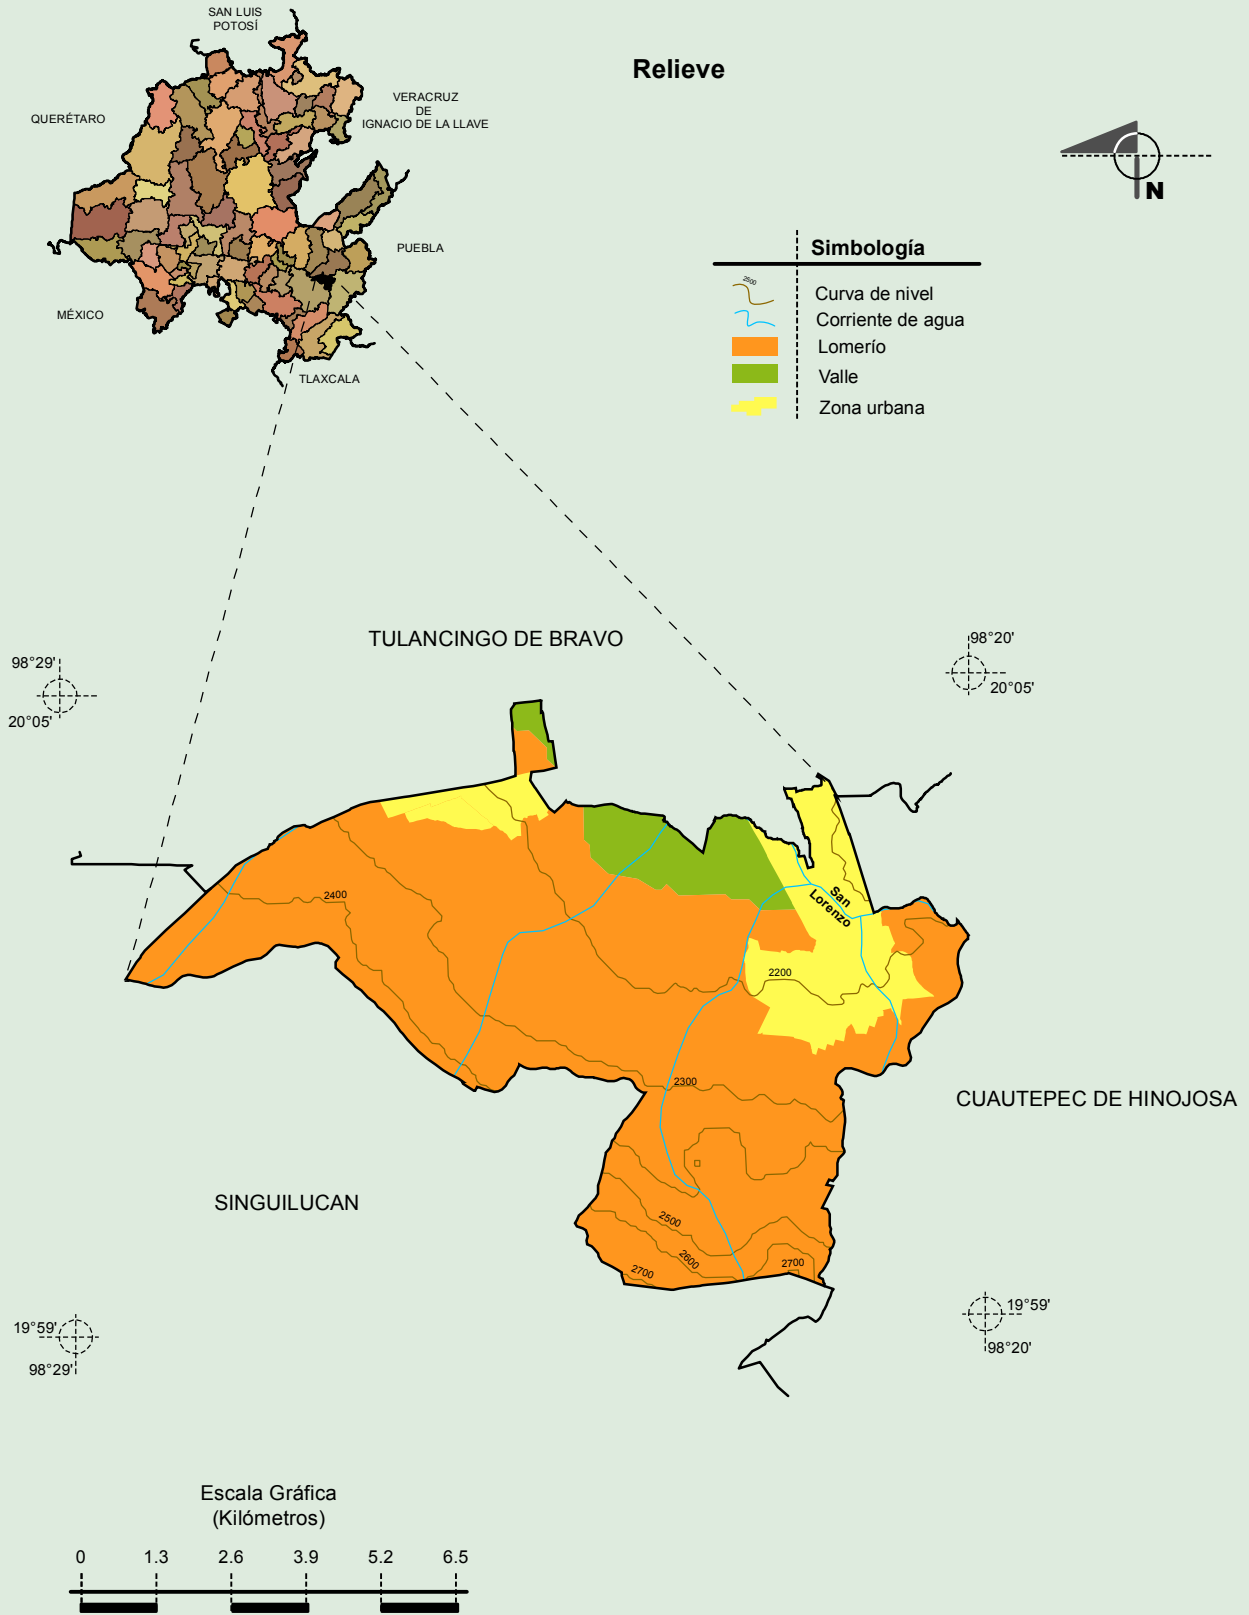 SAN LUIS
POTOSÍ
Relieve
QUERÉTARO
VERACRUZ
DE
IGNACIO DE LA LLAVE
N
PUEBLA
MÉXICO
TLAXCALA
Simbología
2500
Curva de nivel
Corriente de agua
Lomerío
Valle
Zona urbana
TULANCINGO DE BRAVO
98°29'
20°05'
98°20'
20°05'
2400
San
Lorenzo
2200
2300
CUAUTEPEC DE HINOJOSA
SINGUILUCAN
2500
2600
2700
2700
19°59'
98°29'
19°59'
98°20'
Escala Gráfica
(Kilómetros)
0 1.3 2.6 3.9 5.2 6.5